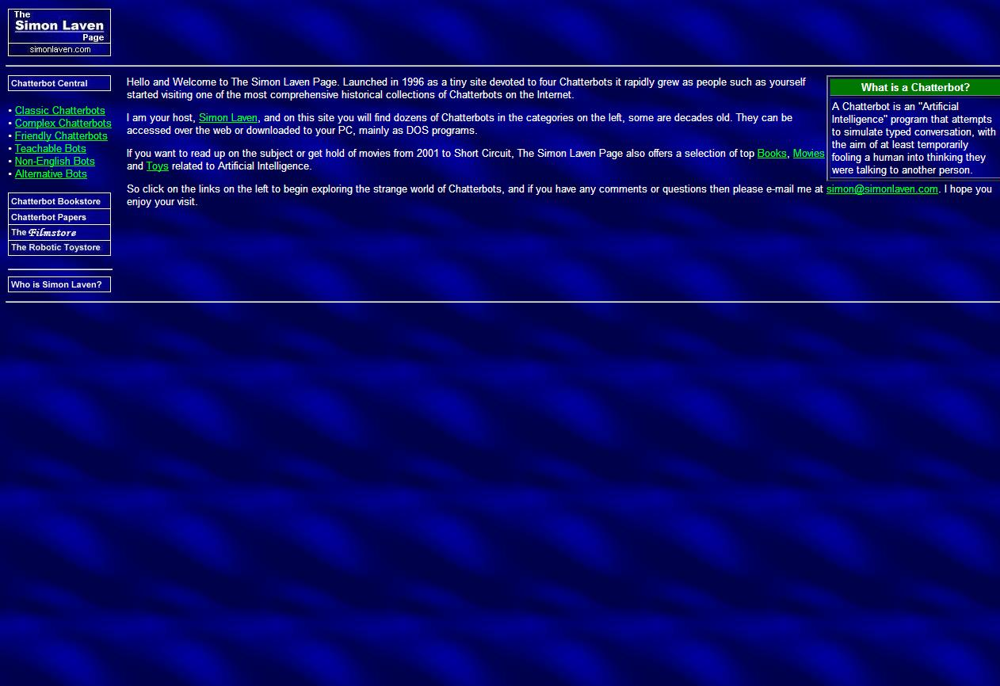 The
Simon Laven
Page
simonlaven.com
Chatterbot Central
• Classic Chatterbots
• Complex Chatterbots
• Friendly Chatterbots
• Teachable Bots
• Non-English Bots
• Alternative Bots
Chatterbot Bookstore
Chatterbot Papers
The Filmstore
The Robotic Toystore
Who is Simon Laven?
Hello and Welcome to The Simon Laven Page. Launched in 1996 as a tiny site devoted to four Chatterbots it rapidly grew as people such as yourself
started visiting one of the most comprehensive historical collections of Chatterbots on the Internet.
I am your host, Simon Laven, and on this site you will find dozens of Chatterbots in the categories on the left, some are decades old. They can be
accessed over the web or downloaded to your PC, mainly as DOS programs.
If you want to read up on the subject or get hold of movies from 2001 to Short Circuit, The Simon Laven Page also offers a selection of top Books, Movies
and Toys related to Artificial Intelligence.
So click on the links on the left to begin exploring the strange world of Chatterbots, and if you have any comments or questions then please e-mail me at simon@simonlaven.com. I hope you
enjoy your visit.
What is a Chatterbot?
A Chatterbot is an "Artificial
Intelligence" program that attempts
to simulate typed conversation, with
the aim of at least temporarily
fooling a human into thinking they
were talking to another person.